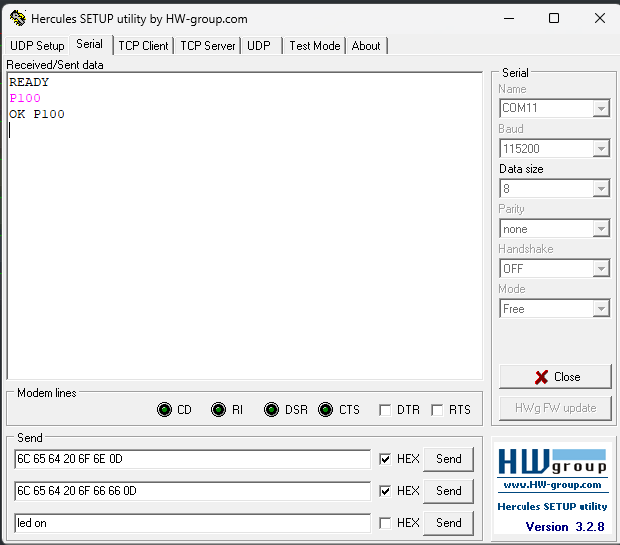 Hercules SETUP utility by HW-group.com
UDP Setup Serial TCP Client TCP Server UDP Test Mode About
Received/Sent data
READY
P100
OK P100
Serial
Name
COM11
Baud
115200
Data size
8
Parity
none
Handshake
OFF
Mode
Free
Close
HWg FW update
Modem lines
CD RI DSR CTS DTR RTS
Send
6C 65 64 20 6F 6E 0D HEX Send
6C 65 64 20 6F 66 66 0D HEX Send
led on HEX Send
HW group
www.HW-group.com
Hercules SETUP utility
Version 3.2.8